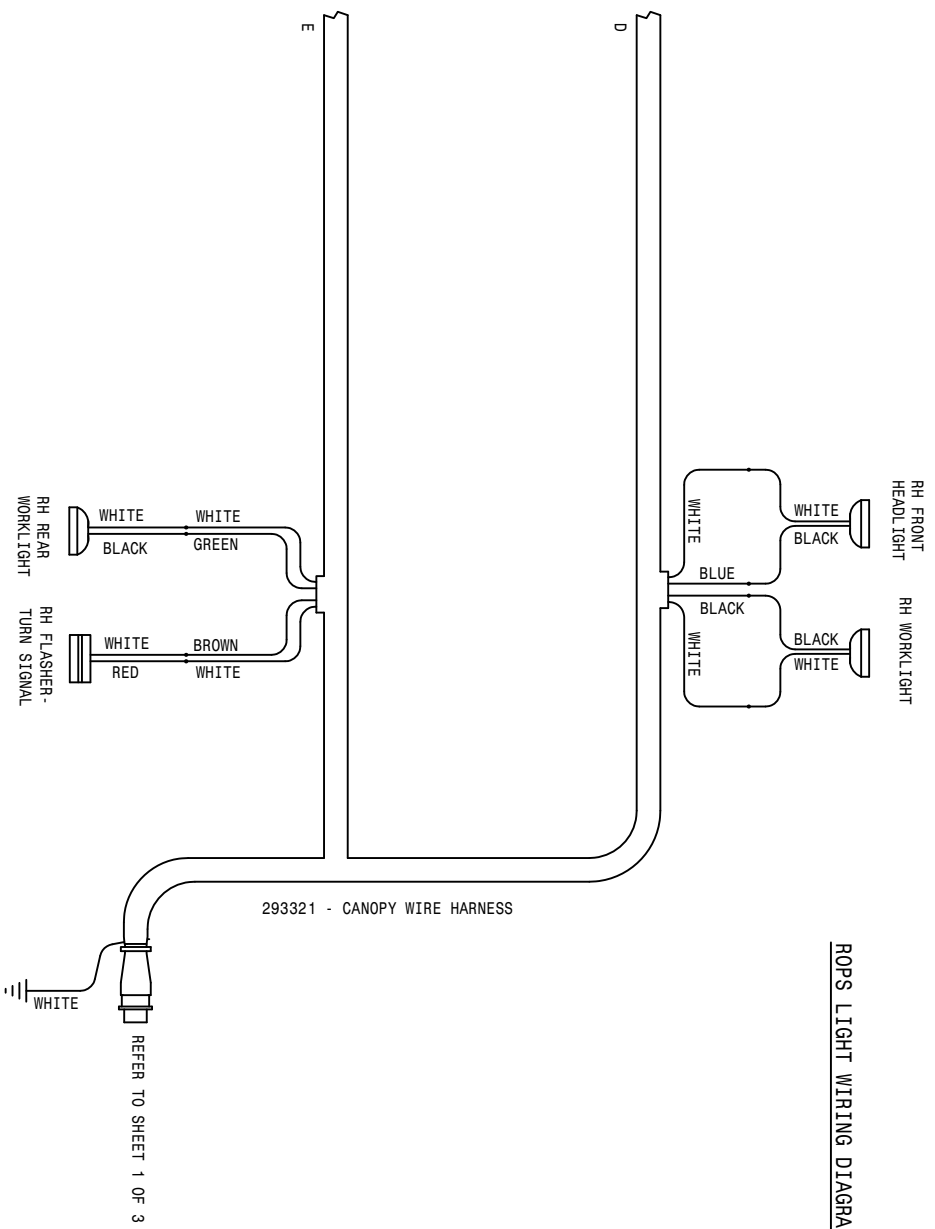 ROPS LIGHT WIRING DIAGRA
RH FRONT
HEADLIGHT
RH WORKLIGHT
WHITE
BLACK
BLACK
WHITE
WHITE
BLUE
BLACK
WHITE
D
E
WHITE
BLACK
WHITE
GREEN
WHITE
RED
BROWN
WHITE
RH REAR
WORKLIGHT
RH FLASHER-
TURN SIGNAL
293321 - CANOPY WIRE HARNESS
WHITE
REFER TO SHEET 1 OF 3